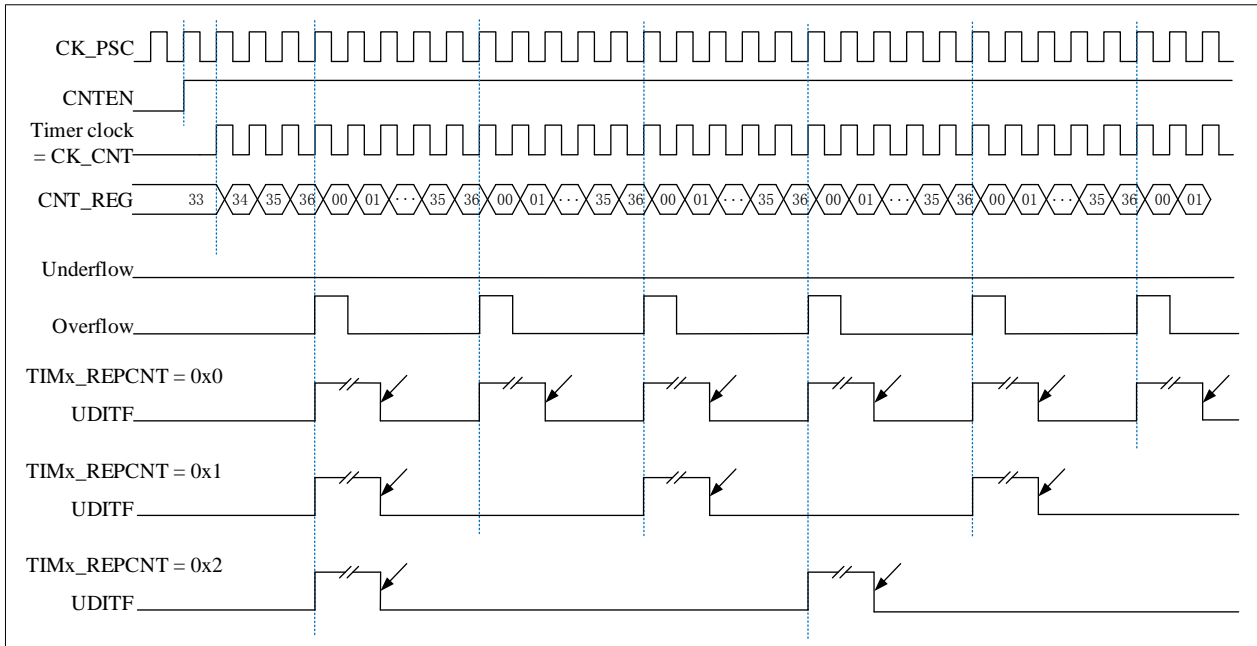 CK_PSC
CNTEN
Timer clock
= CK_CNT
CNT_REG 33 34 35 36 00 01 ··· 35 36 00 01 ··· 35 36 00 01 ··· 35 36 00 01 ··· 35 36 00 01 ··· 35 36 00 01
Underflow
Overflow
TIMx_REPCNT = 0x0
UDITF
TIMx_REPCNT = 0x1
UDITF
TIMx_REPCNT = 0x2
UDITF